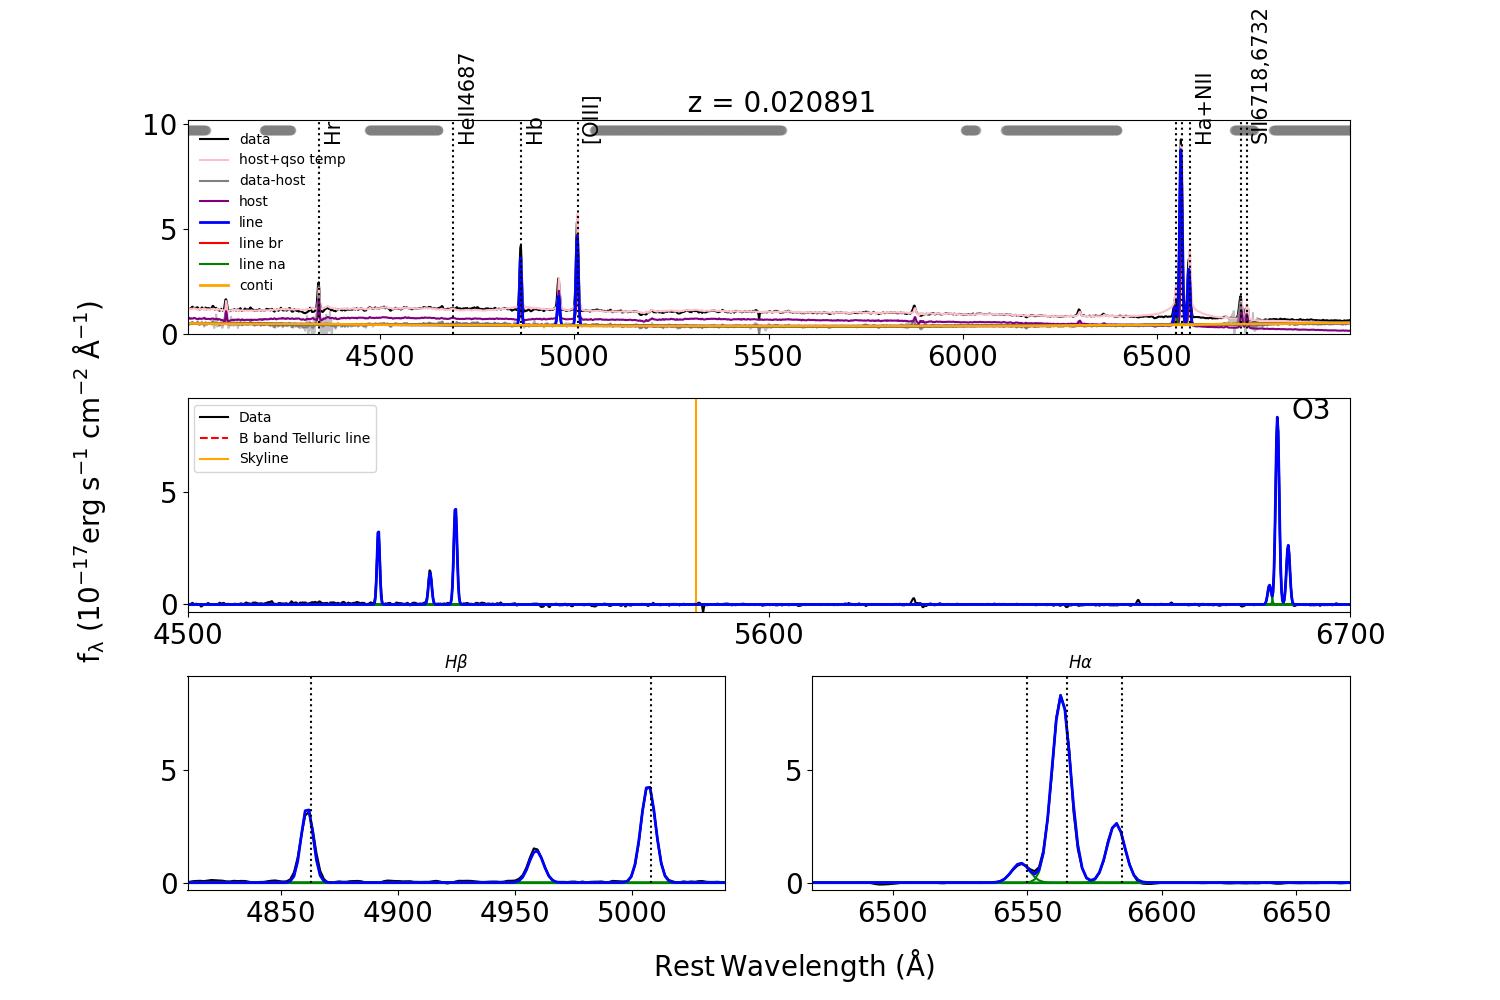 z = 0.020891
Hr
HeII4687
Hb
[OIII]
Ha+NII
SII6718,6732
10
5
0
data
host+qso temp
data-host
host
line
line br
line na
conti
4500 5000 5500 6000 6500
f_λ (10^{-17}erg s^{-1} cm^{-2} Å^{-1})
O3
Data
B band Telluric line
Skyline
5
0
4500 5600 6700
Hβ
5
0
4850 4900 4950 5000
Hα
5
0
6500 6550 6600 6650
Rest Wavelength (Å)